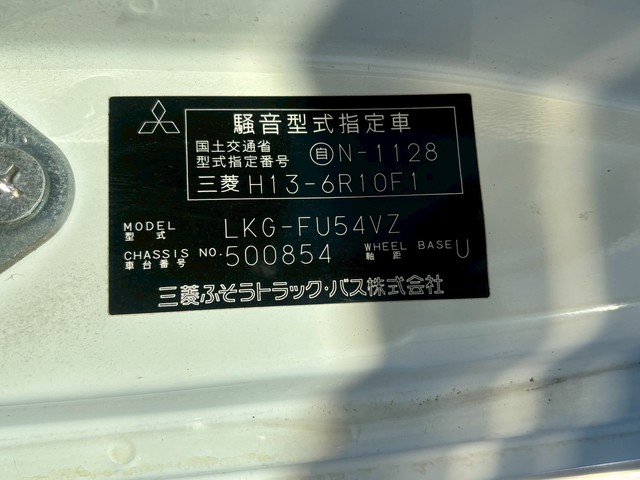 騒音型式指定車
国土交通省
型式指定番号 自 N-1128
三菱 H13-6R10F1
MODEL
型式 LKG-FU54VZ
CHASSIS NO. 500854 WHEEL BASE U
車台番号 軸距
三菱ふそうトラック・バス株式会社